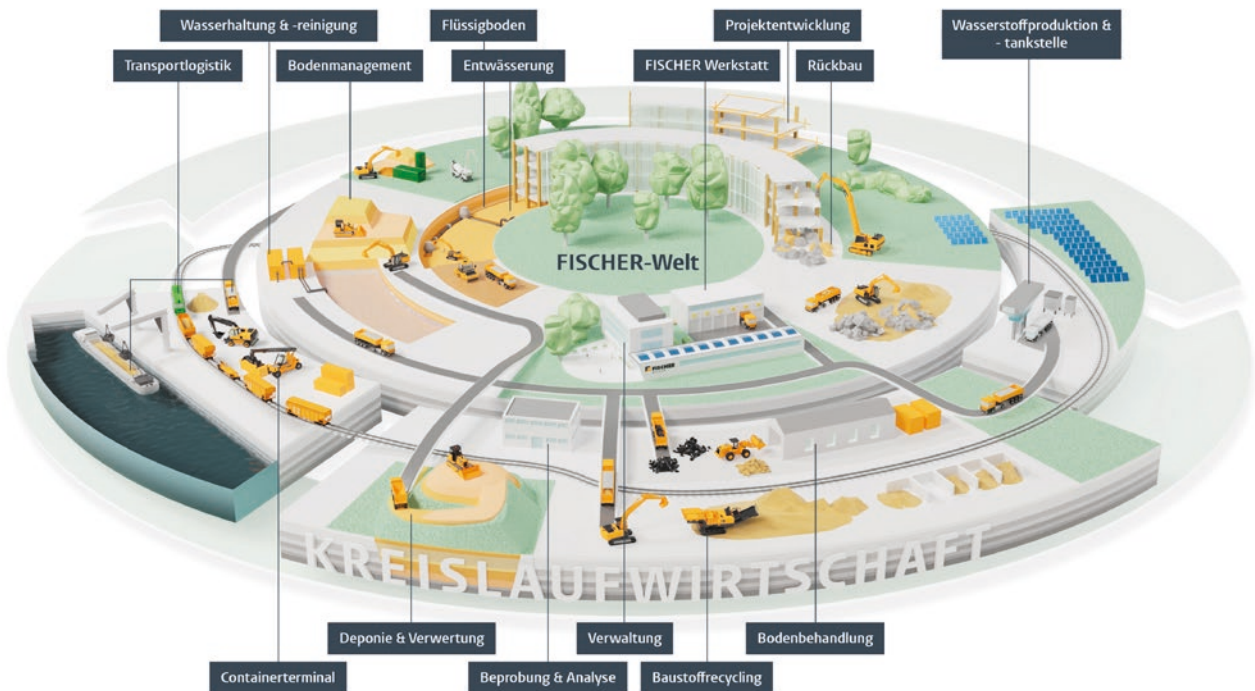 Wasserhaltung & -reinigung
Flüssigboden
Projektentwicklung
Wasserstoffproduktion &
- tankstelle
Transportlogistik
Bodenmanagement
Entwässerung
FISCHER Werkstatt
Rückbau
FISCHER-Welt
FISCHER
KREISLAUFWIRTSCHAFT
Deponie & Verwertung
Verwaltung
Bodenbehandlung
Containerterminal
Beprobung & Analyse
Baustoffrecycling